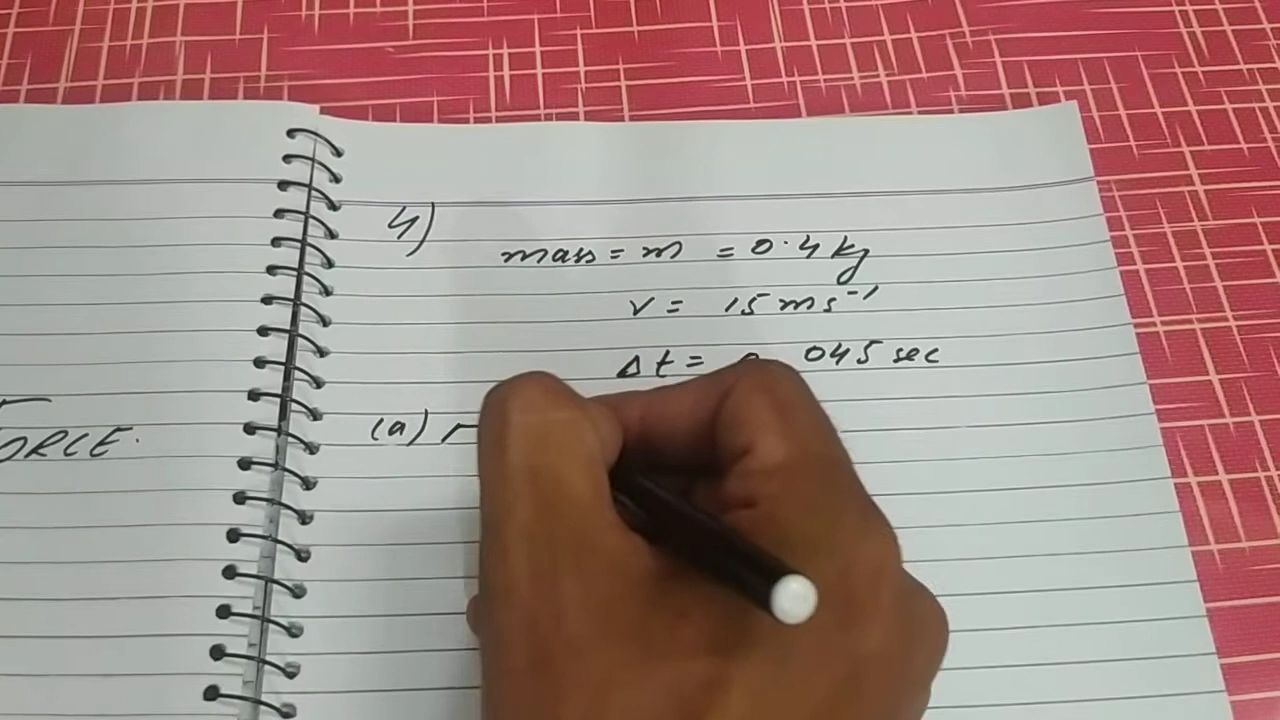 ORCE.
4)
mass = m = 0.4 kg
v = 15 ms⁻¹
Δt = 045 sec
(a)